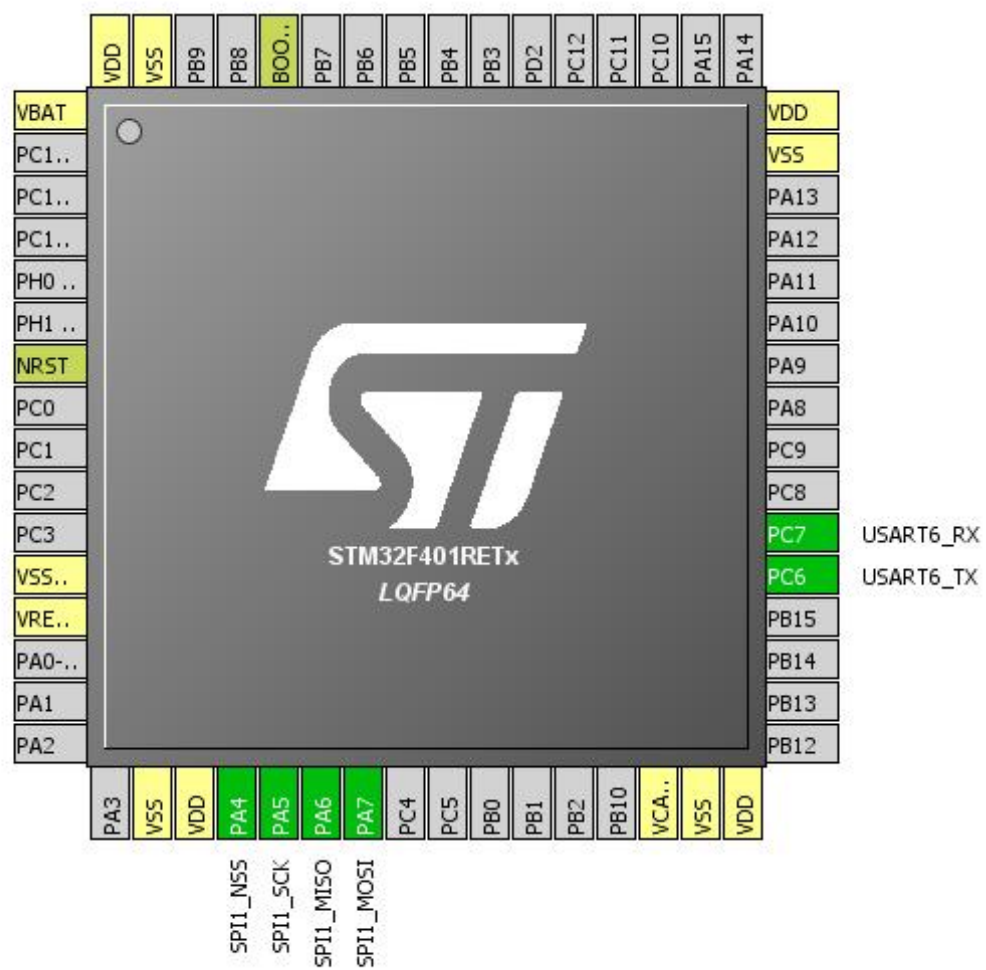 VDD
VSS
PB9
PB8
BOO..
PB7
PB6
PB5
PB4
PB3
PD2
PC12
PC11
PC10
PA15
PA14
VBAT
PC1..
PC1..
PC1..
PH0 ..
PH1 ..
NRST
PC0
PC1
PC2
PC3
VSS..
VRE..
PA0-..
PA1
PA2
STM32F401RETx
LQFP64
VDD
VSS
PA13
PA12
PA11
PA10
PA9
PA8
PC9
PC8
PC7 USART6_RX
PC6 USART6_TX
PB15
PB14
PB13
PB12
PA3
VSS
VDD
PA4
PA5
PA6
PA7
PC4
PC5
PB0
PB1
PB2
PB10
VCA..
VSS
VDD
SPI1_NSS
SPI1_SCK
SPI1_MISO
SPI1_MOSI